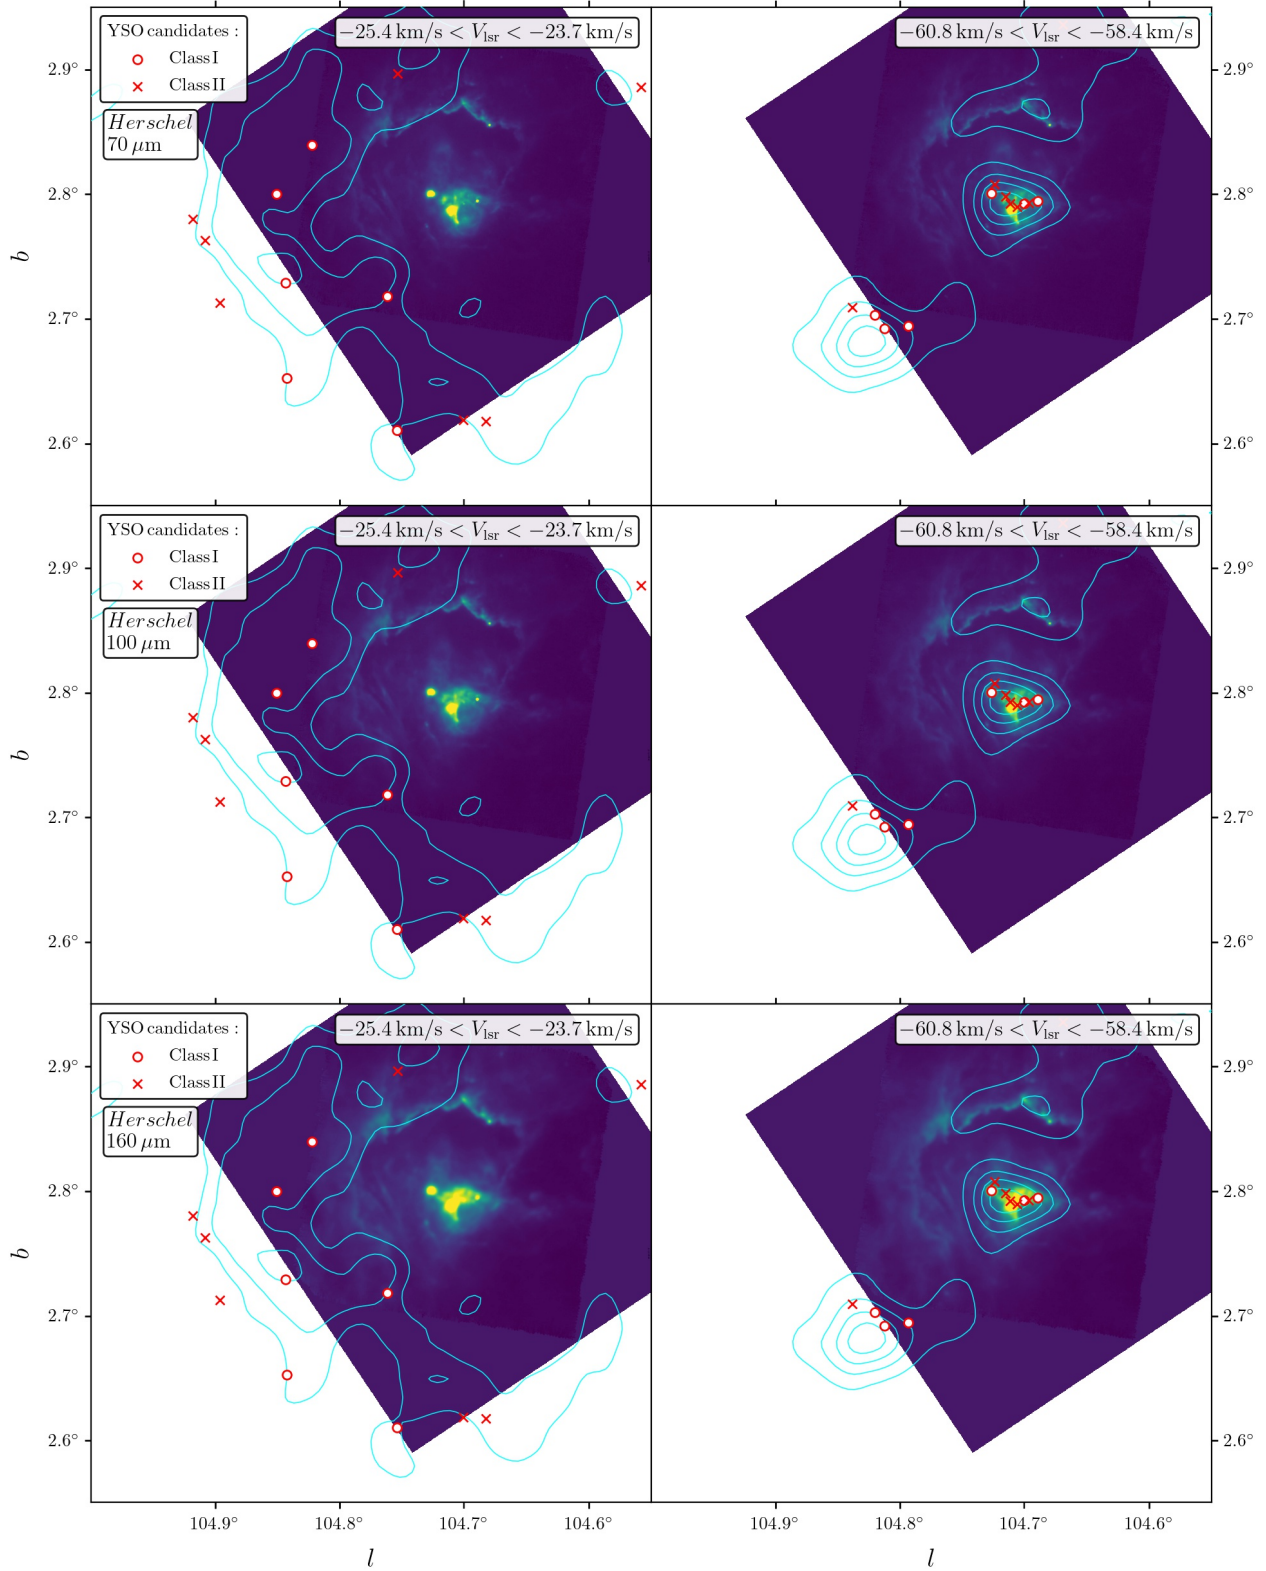 YSO candidates :
Class I
Class II
−25.4 km/s < Vlsr < −23.7 km/s
−60.8 km/s < Vlsr < −58.4 km/s
Herschel
70 μm
2.9°
2.8°
2.7°
2.6°
b
2.9°
2.8°
2.7°
2.6°
YSO candidates :
Class I
Class II
−25.4 km/s < Vlsr < −23.7 km/s
−60.8 km/s < Vlsr < −58.4 km/s
Herschel
100 μm
2.9°
2.8°
2.7°
2.6°
b
2.9°
2.8°
2.7°
2.6°
YSO candidates :
Class I
Class II
−25.4 km/s < Vlsr < −23.7 km/s
−60.8 km/s < Vlsr < −58.4 km/s
Herschel
160 μm
2.9°
2.8°
2.7°
2.6°
b
2.9°
2.8°
2.7°
2.6°
104.9° 104.8° 104.7° 104.6°
104.9° 104.8° 104.7° 104.6°
l
l